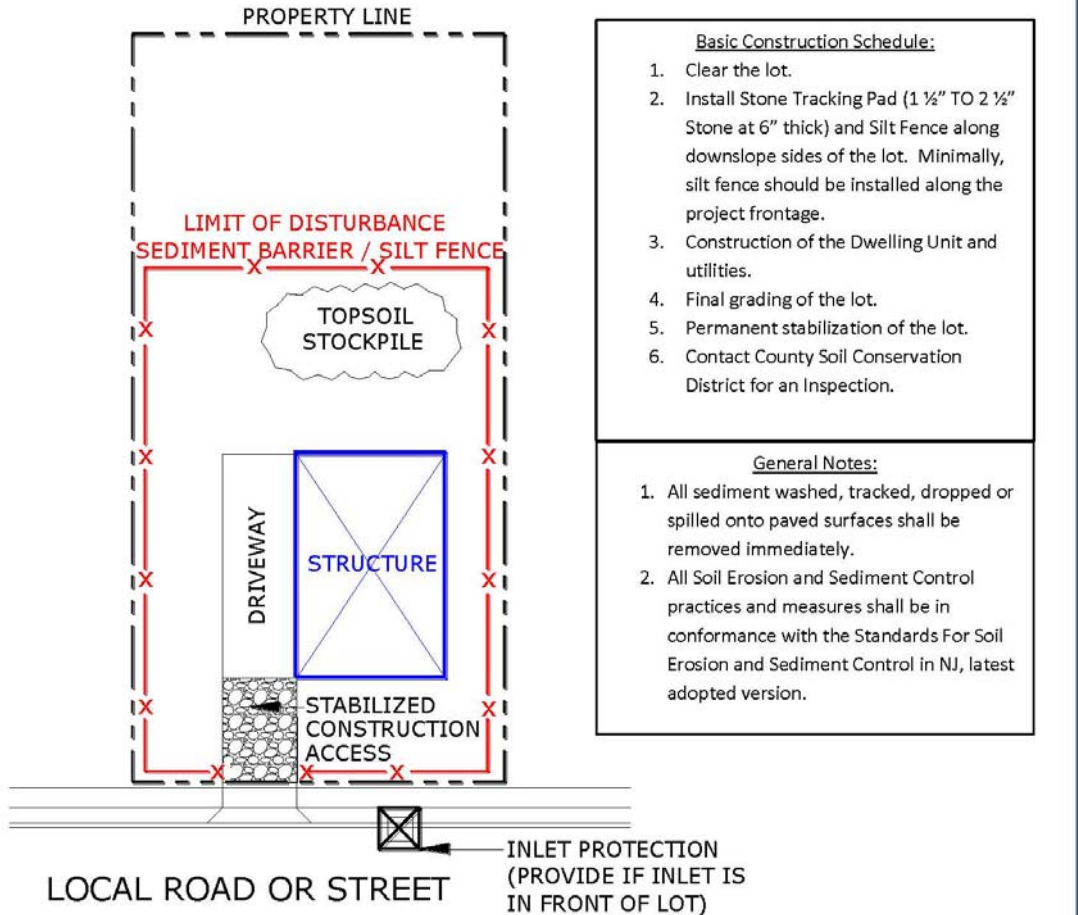 PROPERTY LINE
LIMIT OF DISTURBANCE
SEDIMENT BARRIER / SILT FENCE
TOPSOIL
STOCKPILE
DRIVEWAY
STRUCTURE
STABILIZED
CONSTRUCTION
ACCESS
INLET PROTECTION
(PROVIDE IF INLET IS
IN FRONT OF LOT)
LOCAL ROAD OR STREET
Basic Construction Schedule:
1. Clear the lot.
2. Install Stone Tracking Pad (1 ½” TO 2 ½”
Stone at 6” thick) and Silt Fence along
downslope sides of the lot. Minimally,
silt fence should be installed along the
project frontage.
3. Construction of the Dwelling Unit and
utilities.
4. Final grading of the lot.
5. Permanent stabilization of the lot.
6. Contact County Soil Conservation
District for an Inspection.
General Notes:
1. All sediment washed, tracked, dropped or
spilled onto paved surfaces shall be
removed immediately.
2. All Soil Erosion and Sediment Control
practices and measures shall be in
conformance with the Standards For Soil
Erosion and Sediment Control in NJ, latest
adopted version.